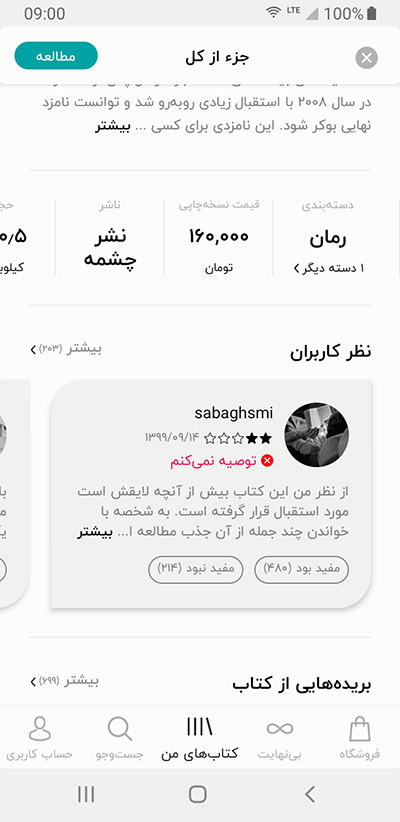 09:00
LTE
100%
جزء از کل
مطالعه
در سال ۲۰۰۸ با استقبال زیادی روبه‌رو شد و توانست نامزد
نهایی بوکر شود. این نامزدی برای کسی ... بیشتر
دسته‌بندی
رمان
۱ دسته دیگر
قیمت نسخه‌چاپی
۱۶۰,۰۰۰
تومان
ناشر
نشر
چشمه
نظر کاربران
بیشتر (۲۰۳)
sabaghsmi
۱۳۹۹/۰۹/۱۴
توصیه نمی‌کنم
از نظر من این کتاب بیش از آنچه لایقش است
مورد استقبال قرار گرفته است. به شخصه با
خواندن چند جمله از آن جذب مطالعه ا... بیشتر
مفید بود (۴۸۰)
مفید نبود (۲۱۴)
بریده‌هایی از کتاب
بیشتر (۶۹۹)
فروشگاه
بی‌نهایت
کتاب‌های من
جست‌وجو
حساب کاربری